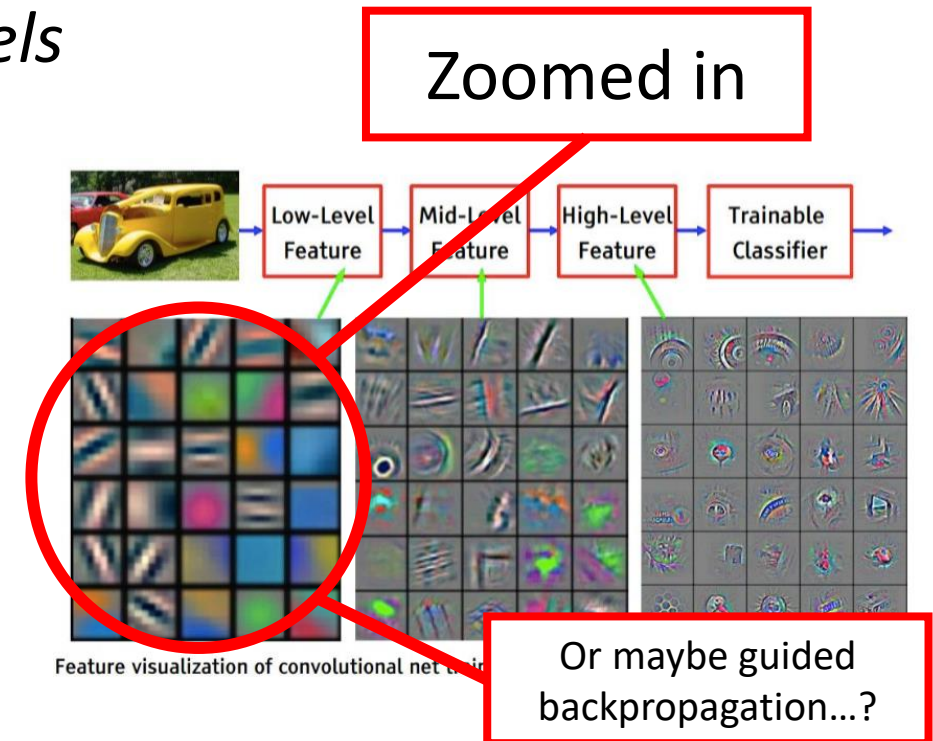 els
Zoomed in
Low-Level
Feature
Mid-Level
Feature
High-Level
Feature
Trainable
Classifier
Feature visualization of convolutional net
Or maybe guided
backpropagation...?